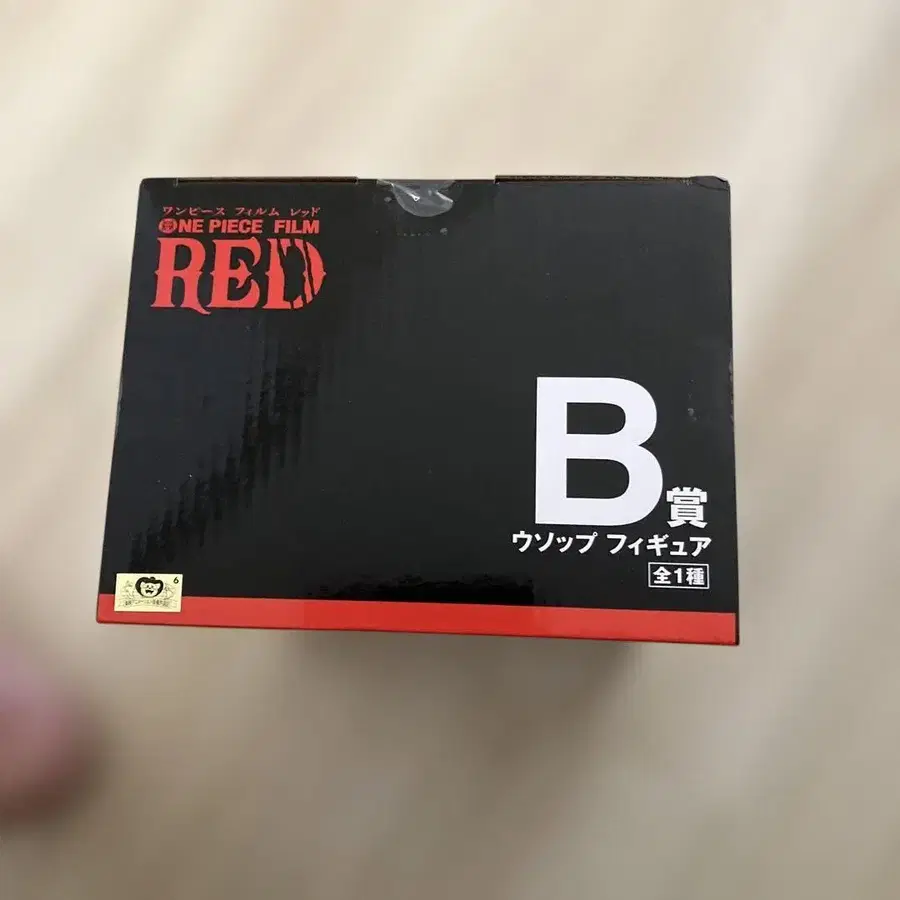 ワンピース フィルム レッド
ONE PIECE FILM
RED
B賞
ウソップ フィギュア
全1種
6